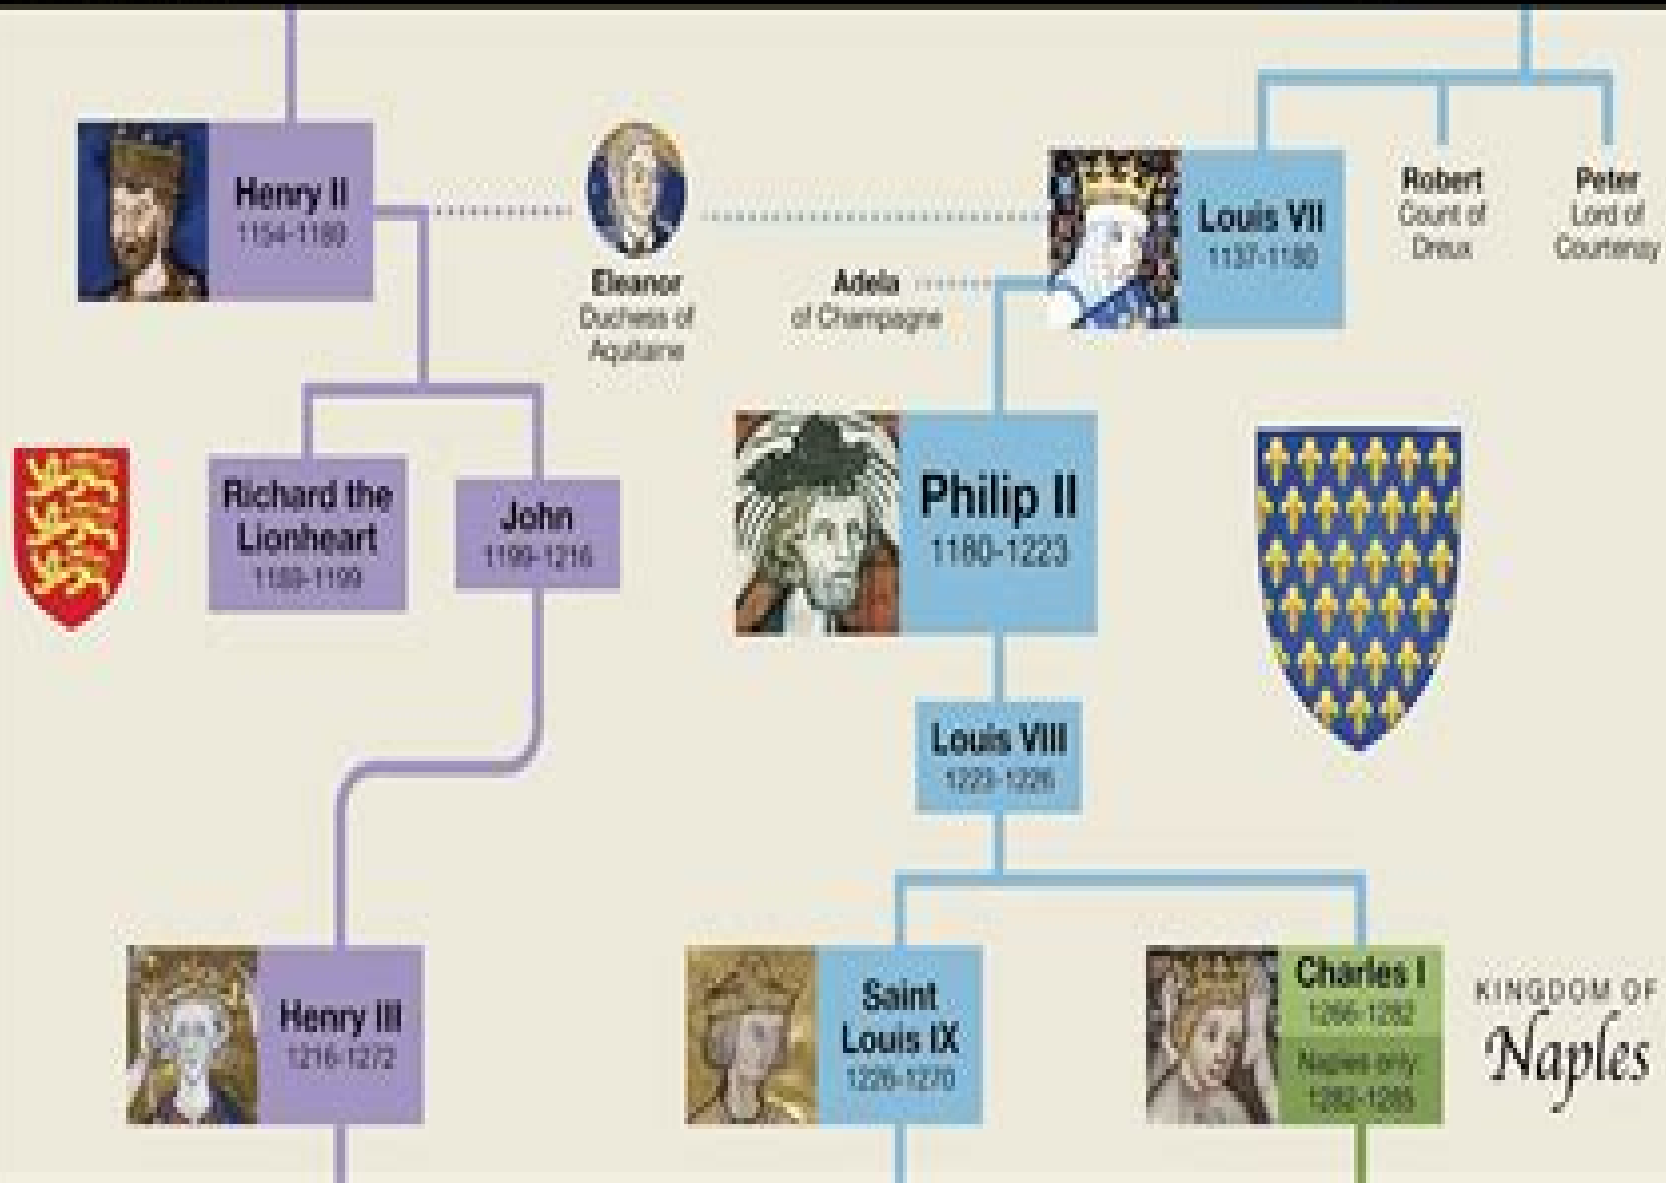 Henry II
1154-1189
Eleanor
Duchess of
Aquitaine
Adela
of Champagne
Louis VII
1137-1180
Robert
Count of
Dreux
Peter
Lord of
Courtenay
Richard the
Lionheart
1189-1199
John
1199-1216
Philip II
1180-1223
Louis VIII
1223-1226
Henry III
1216-1272
Saint
Louis IX
1226-1270
Charles I
1266-1282
Naples only
1282-1285
KINGDOM OF
Naples